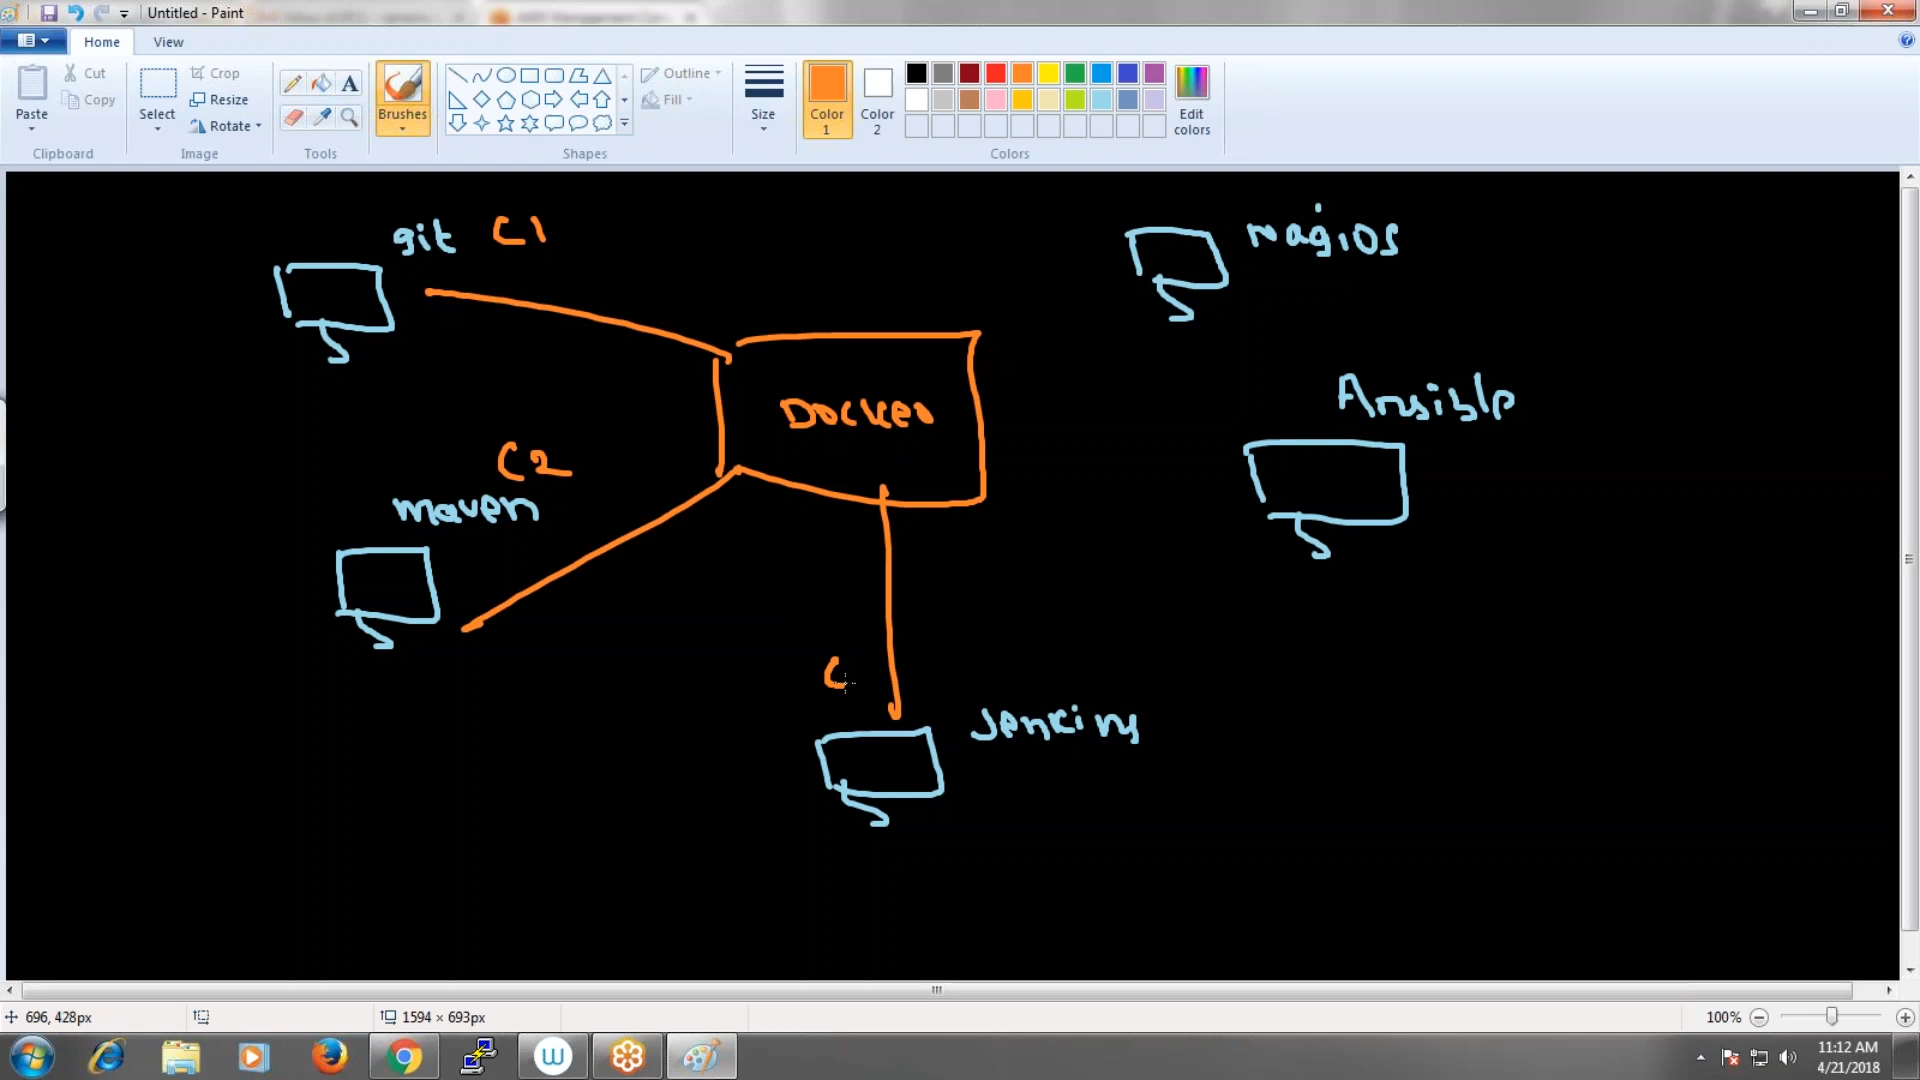 Untitled - Paint
Home View
Paste
Cut
Copy
Clipboard
Select
Crop
Resize
Rotate
Image
Tools
Brushes
Shapes
Outline
Fill
Size
Color 1
Color 2
Edit colors
Colors
git C1
nagios
Docker
Ansible
C2
maven
C
Jenkins
696, 428px
1594 × 693px
100%
11:12 AM
4/21/2018